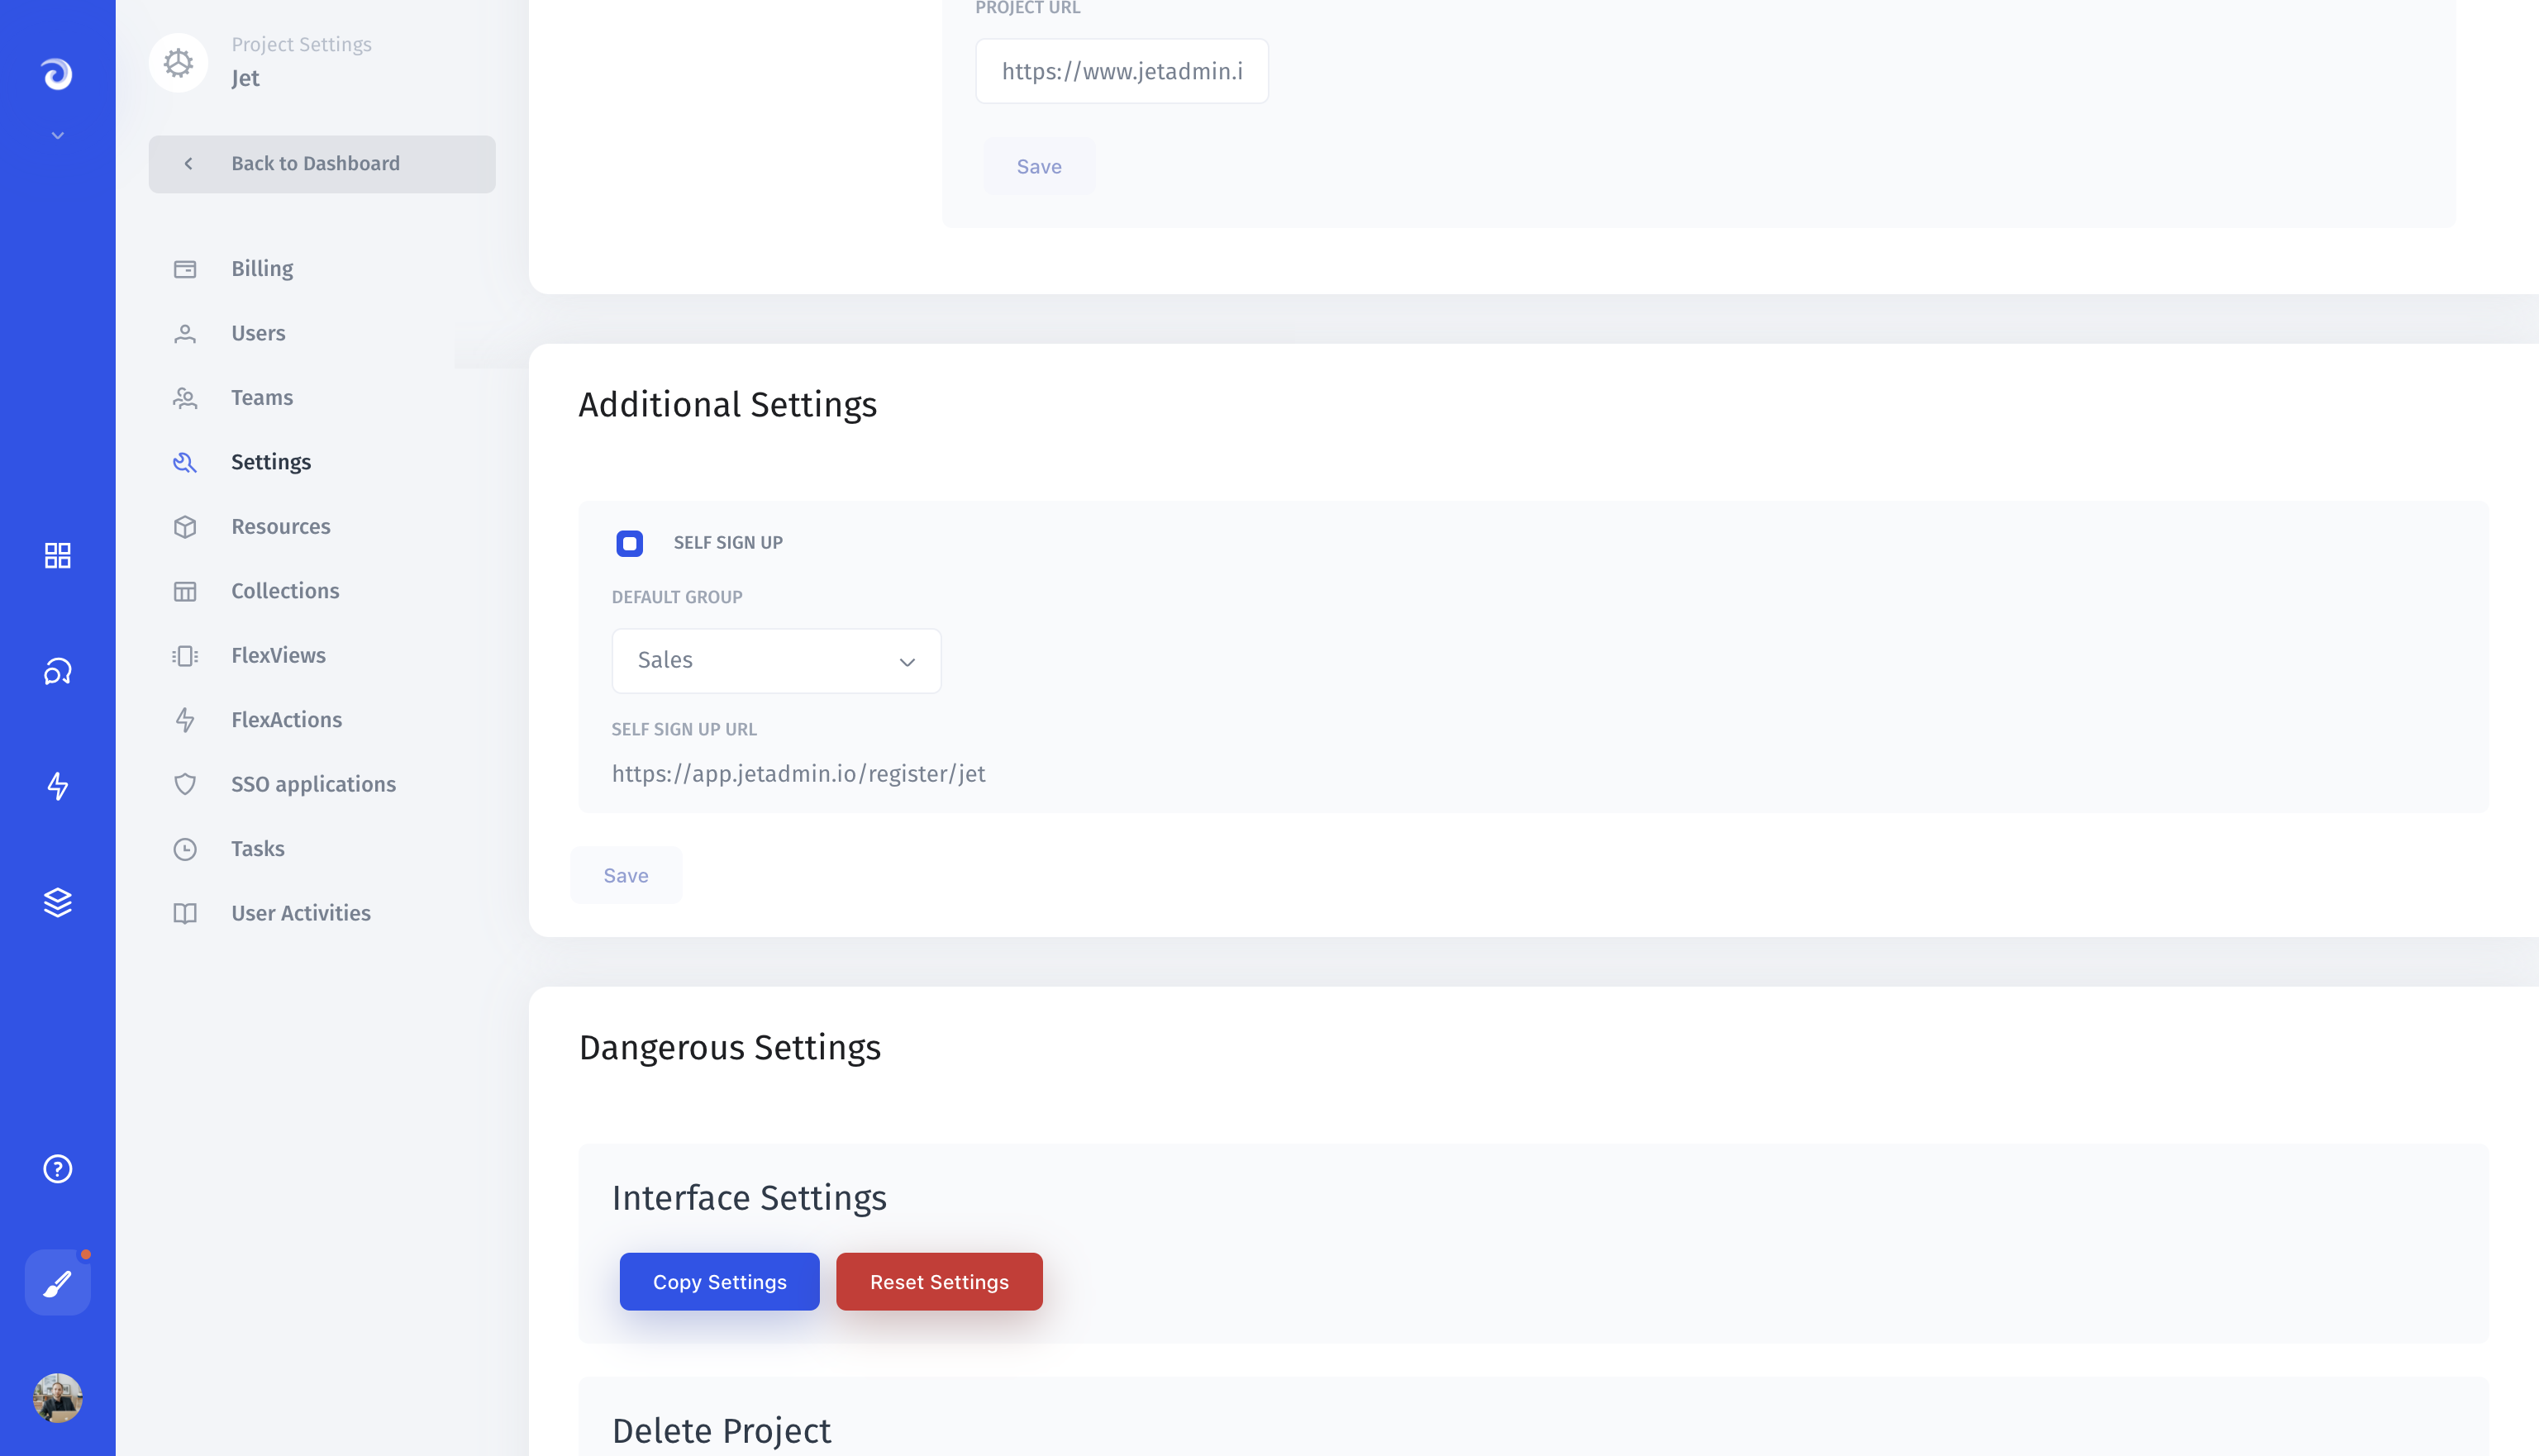 Project Settings
Jet
Back to Dashboard
Billing
Users
Teams
Settings
Resources
Collections
FlexViews
FlexActions
SSO applications
Tasks
User Activities
PROJECT URL
https://www.jetadmin.i
Save
Additional Settings
SELF SIGN UP
DEFAULT GROUP
Sales
SELF SIGN UP URL
https://app.jetadmin.io/register/jet
Save
Dangerous Settings
Interface Settings
Copy Settings
Reset Settings
Delete Project